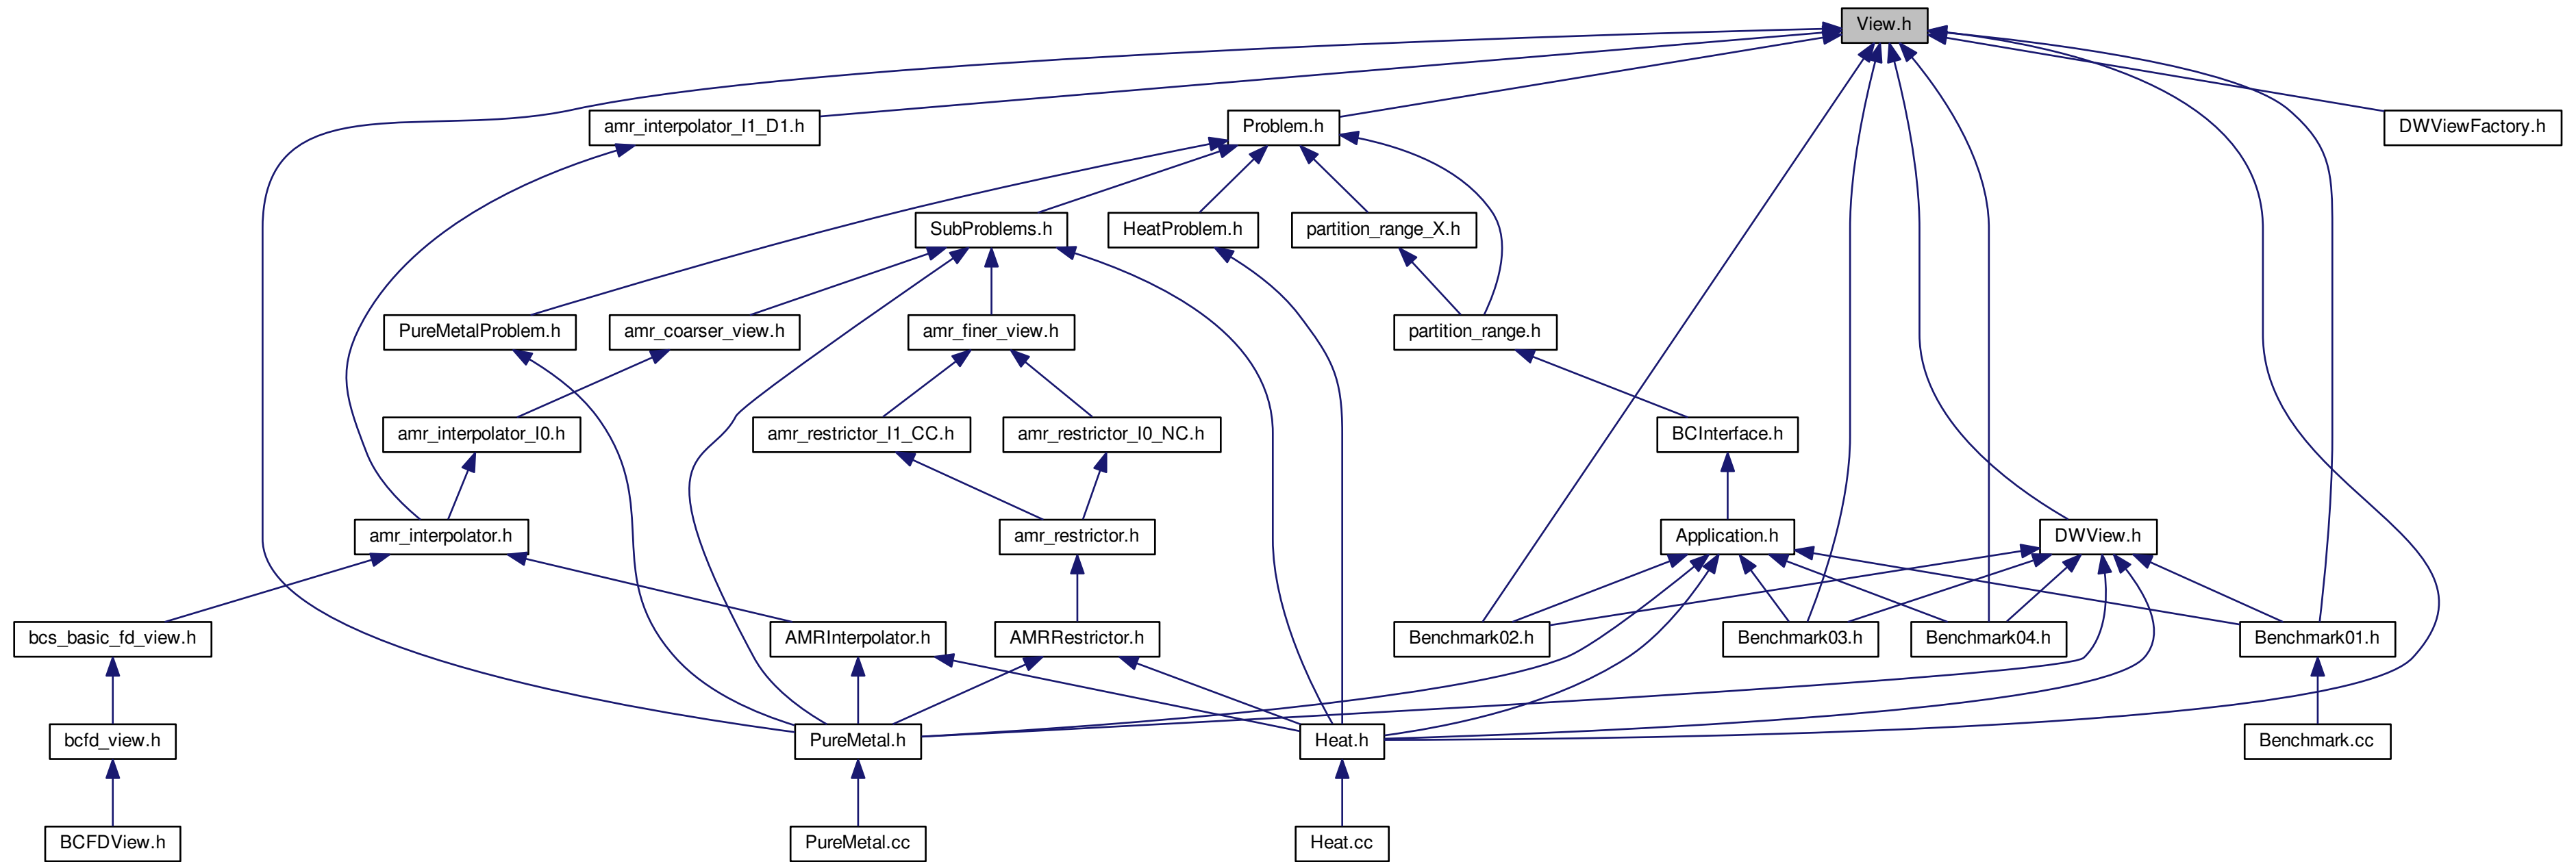 View.h
amr_interpolator_I1_D1.h
Problem.h
DWViewFactory.h
SubProblems.h
HeatProblem.h
partition_range_X.h
PureMetalProblem.h
amr_coarser_view.h
amr_finer_view.h
partition_range.h
amr_interpolator_I0.h
amr_restrictor_I1_CC.h
amr_restrictor_I0_NC.h
BCInterface.h
amr_interpolator.h
amr_restrictor.h
Application.h
DWView.h
bcs_basic_fd_view.h
AMRInterpolator.h
AMRRestrictor.h
Benchmark02.h
Benchmark03.h
Benchmark04.h
Benchmark01.h
bcfd_view.h
PureMetal.h
Heat.h
Benchmark.cc
BCFDView.h
PureMetal.cc
Heat.cc